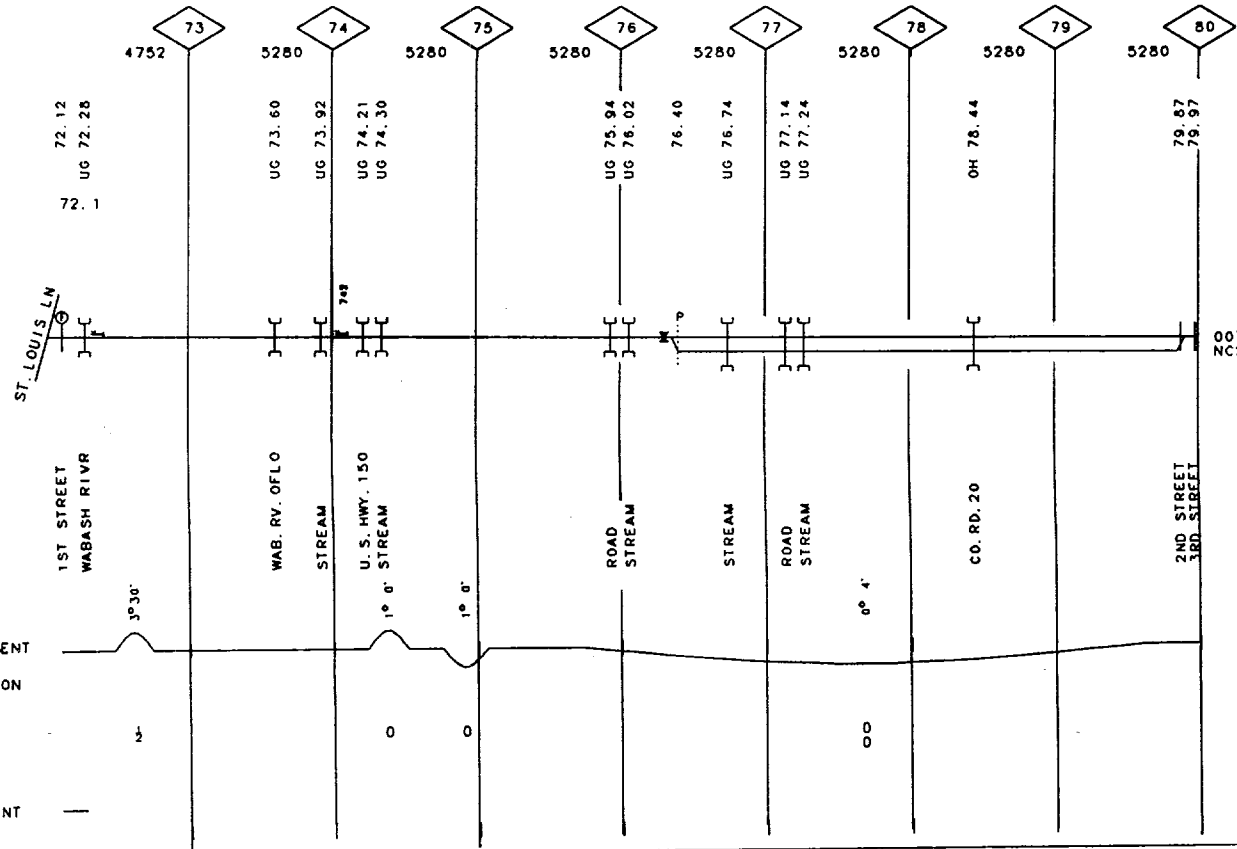 73 74 75 76 77 78 79 80
4752 5280 5280 5280 5280 5280 5280 5280
72.12
UG 72.28
UG 73.60
UG 73.92
UG 74.21
UG 74.30
UG 75.94
UG 76.02
76.40
UG 76.74
UG 77.14
UG 77.24
OH 78.44
79.87
79.97
72.1
742
ST. LOUIS LN
P
1ST STREET
WABASH RIVR
WAB. RV. OFLO
STREAM
U.S. HWY. 150
STREAM
ROAD
STREAM
STREAM
ROAD
STREAM
CO. RD. 20
2ND STREET
3RD STREET
3° 30'
1° 0'
1° 0'
0° 4'
ENT
ON
½ 0 0 0
0
NT